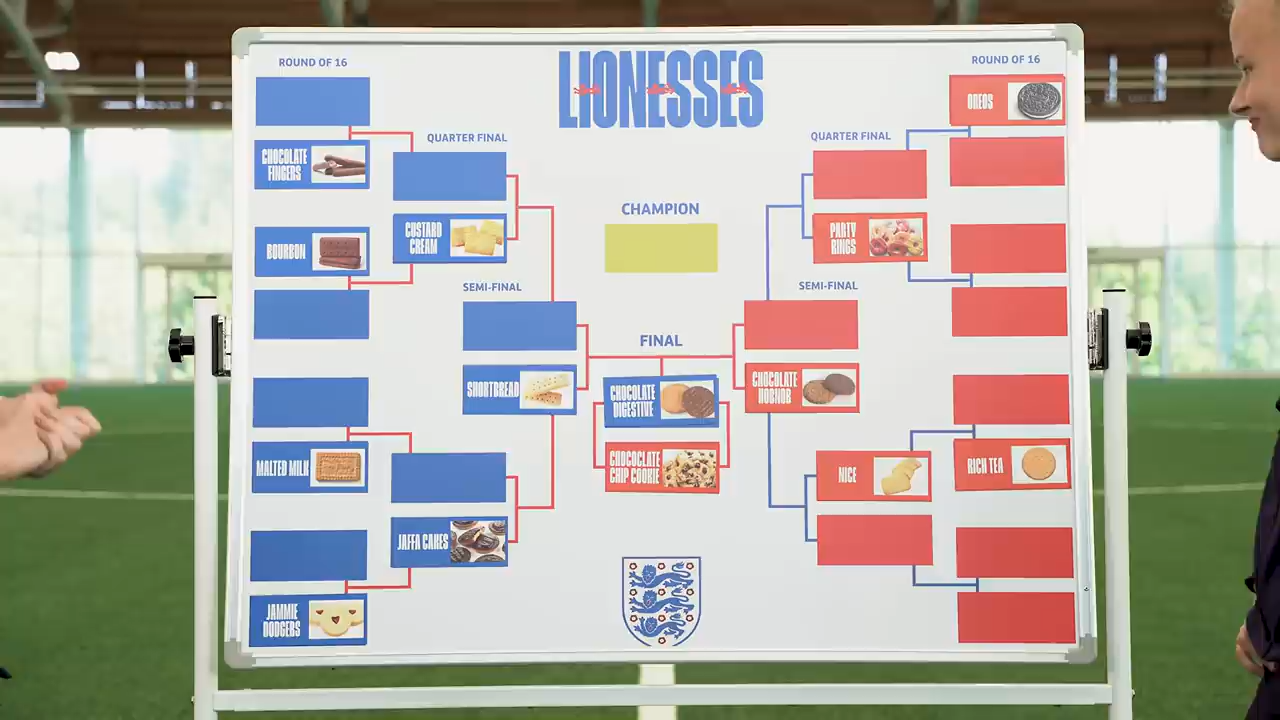 LIONESSES
ROUND OF 16
ROUND OF 16
OREOS
CHOCOLATE
FINGERS
QUARTER FINAL
QUARTER FINAL
BOURBON
CUSTARD
CREAM
CHAMPION
PARTY
RINGS
SEMI-FINAL
SEMI-FINAL
FINAL
SHORTBREAD
CHOCOLATE
DIGESTIVE
CHOCOLATE
HOBNOB
MALTED MILK
CHOCOLATE
CHIP COOKIE
NICE
RICH TEA
JAFFA CAKES
JAMMIE
DODGERS